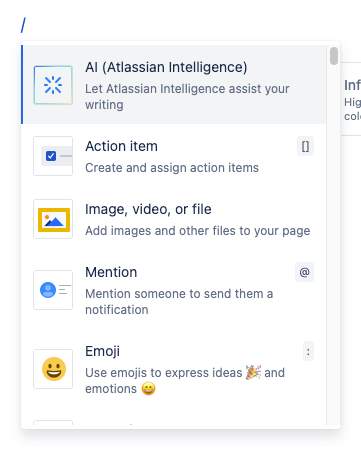 /
AI (Atlassian Intelligence)
Let Atlassian Intelligence assist your
writing
Action item []
Create and assign action items
Image, video, or file
Add images and other files to your page
Mention @
Mention someone to send them a
notification
Emoji :
Use emojis to express ideas 🎉 and
emotions 😄
Inf
Hig
col